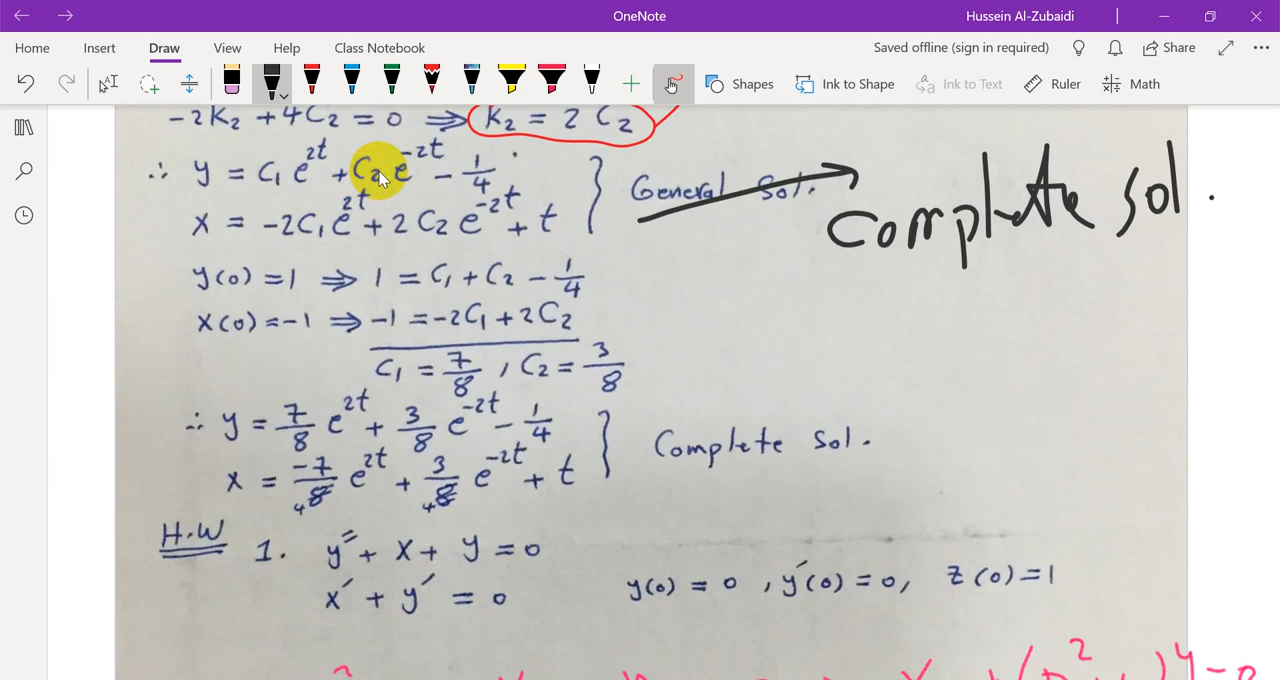 OneNote
Hussein Al-Zubaidi
Home Insert Draw View Help Class Notebook
Saved offline (sign in required) Share
Shapes Ink to Shape Ink to Text Ruler Math
-2K₂ + 4C₂ = 0 ⇒ K₂ = 2 C₂
∴ y = C₁ e^2t + C₂ e^-2t - 1/4
x = -2C₁ e^2t + 2 C₂ e^-2t + t
} General Sol.
Complete sol.
y(0) = 1 ⇒ 1 = C₁ + C₂ - 1/4
x(0) = -1 ⇒ -1 = -2C₁ + 2C₂
C₁ = 7/8 , C₂ = 3/8
∴ y = 7/8 e^2t + 3/8 e^-2t - 1/4
x = -7/4 e^2t + 3/4 e^-2t + t
} Complete Sol.
H.W 1. y″ + x + y = 0
x′ + y′ = 0 y(0) = 0 , y′(0) = 0, z(0) = 1